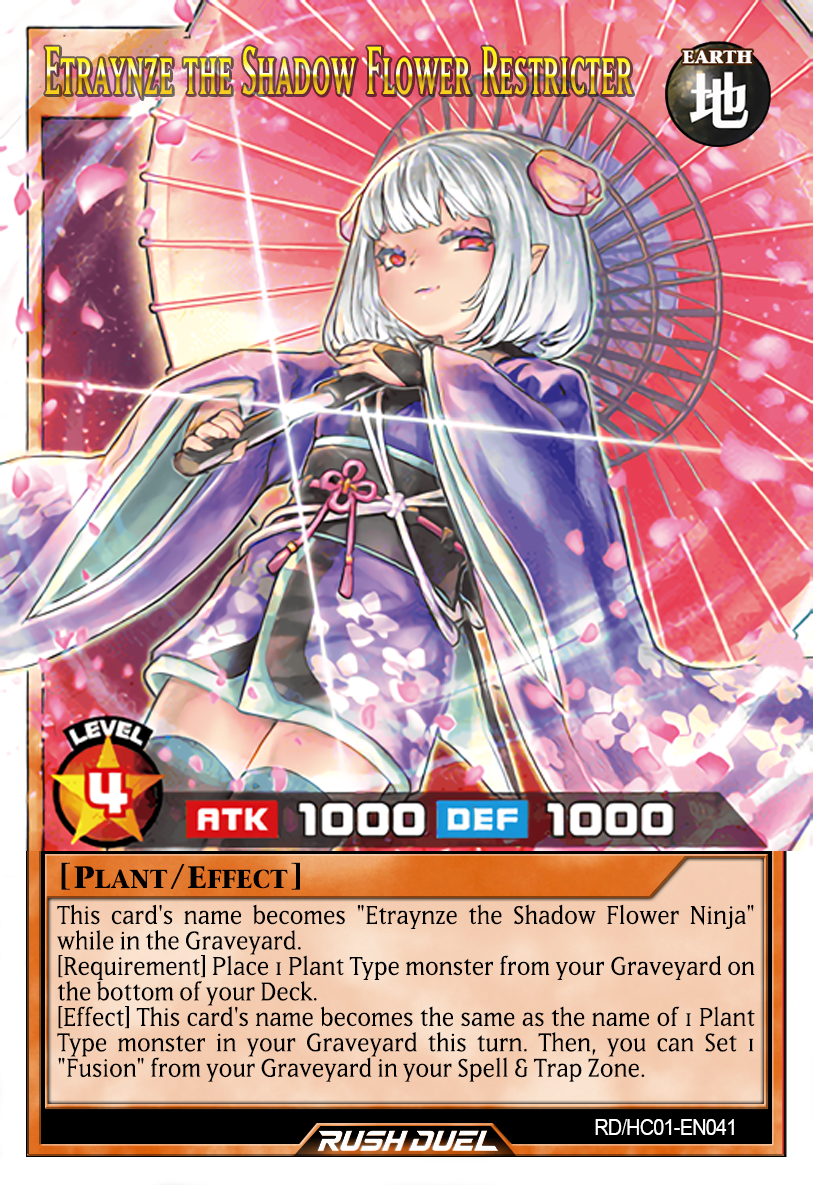 Etraynze the Shadow Flower Restricter
EARTH
地
LEVEL
4
ATK 1000 DEF 1000
[Plant/Effect]
This card's name becomes "Etraynze the Shadow Flower Ninja"
while in the Graveyard.
[Requirement] Place 1 Plant Type monster from your Graveyard on
the bottom of your Deck.
[Effect] This card's name becomes the same as the name of 1 Plant
Type monster in your Graveyard this turn. Then, you can Set 1
"Fusion" from your Graveyard in your Spell & Trap Zone.
RD/HC01-EN041
RUSH DUEL